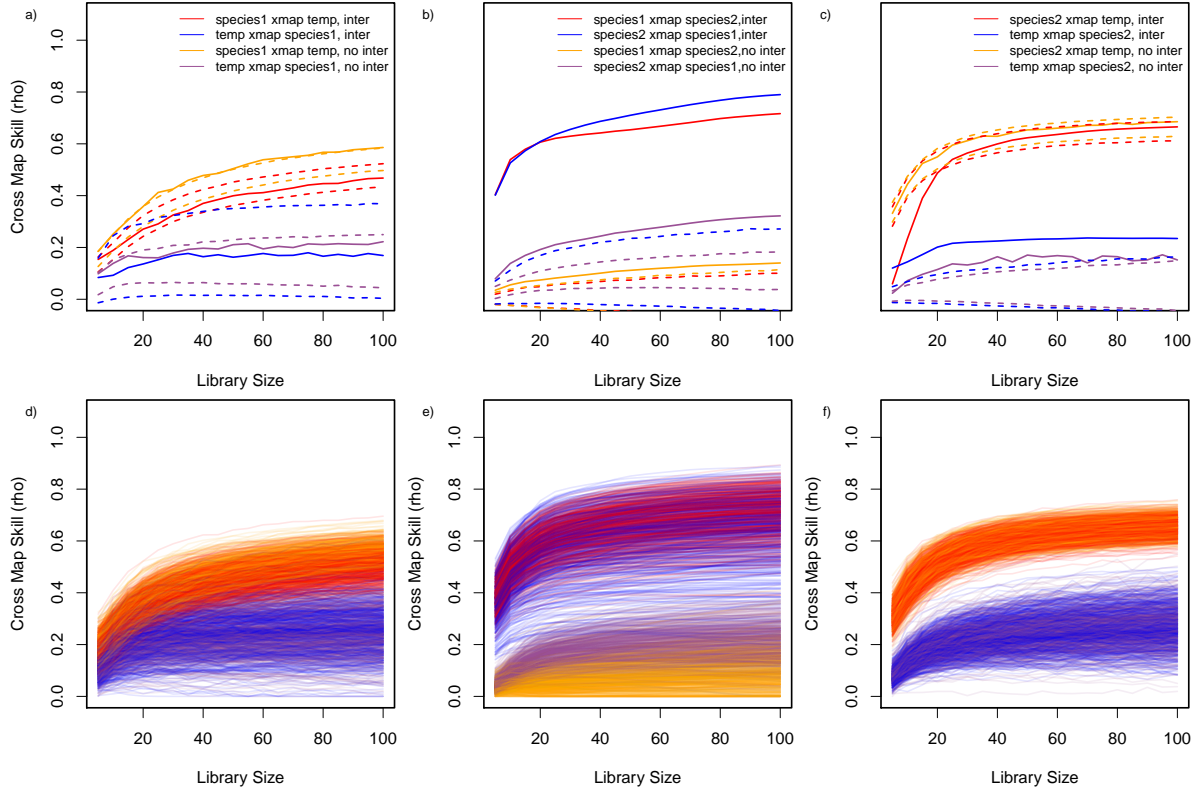 a)
species1 xmap temp, inter
temp xmap species1, inter
species1 xmap temp, no inter
temp xmap species1, no inter
Cross Map Skill (rho)
0.0 0.2 0.4 0.6 0.8 1.0
20 40 60 80 100
Library Size
b)
species1 xmap species2,inter
species2 xmap species1,inter
species1 xmap species2,no inter
species2 xmap species1,no inter
20 40 60 80 100
Library Size
c)
species2 xmap temp, inter
temp xmap species2, inter
species2 xmap temp, no inter
temp xmap species2, no inter
20 40 60 80 100
Library Size
d)
Cross Map Skill (rho)
0.0 0.2 0.4 0.6 0.8 1.0
20 40 60 80 100
Library Size
e)
Cross Map Skill (rho)
0.0 0.2 0.4 0.6 0.8 1.0
20 40 60 80 100
Library Size
f)
Cross Map Skill (rho)
0.0 0.2 0.4 0.6 0.8 1.0
20 40 60 80 100
Library Size